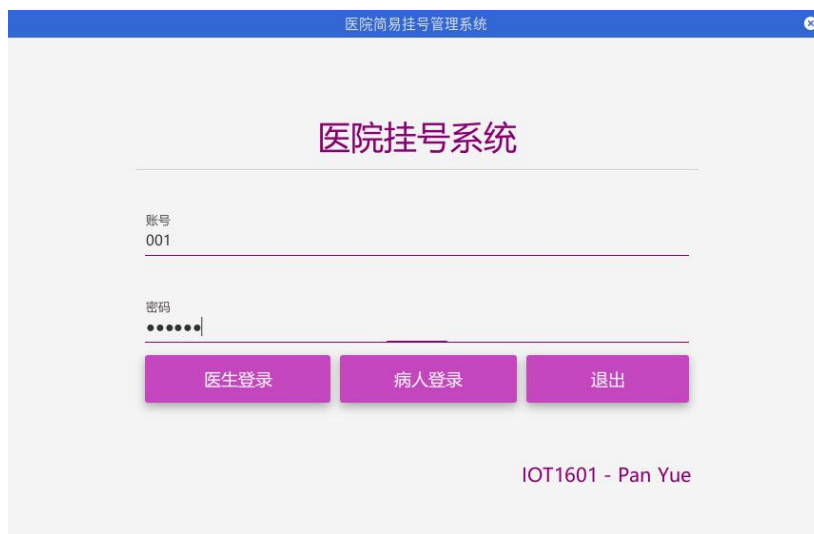 医院简易挂号管理系统
医院挂号系统
账号
001
密码
••••••
医生登录 病人登录 退出
IOT1601 - Pan Yue